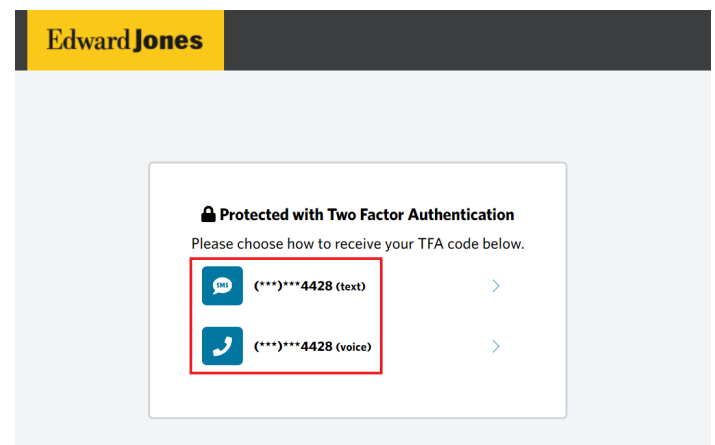 Edward Jones
Protected with Two Factor Authentication
Please choose how to receive your TFA code below.
SMS
(***)***4428 (text)
(***)***4428 (voice)